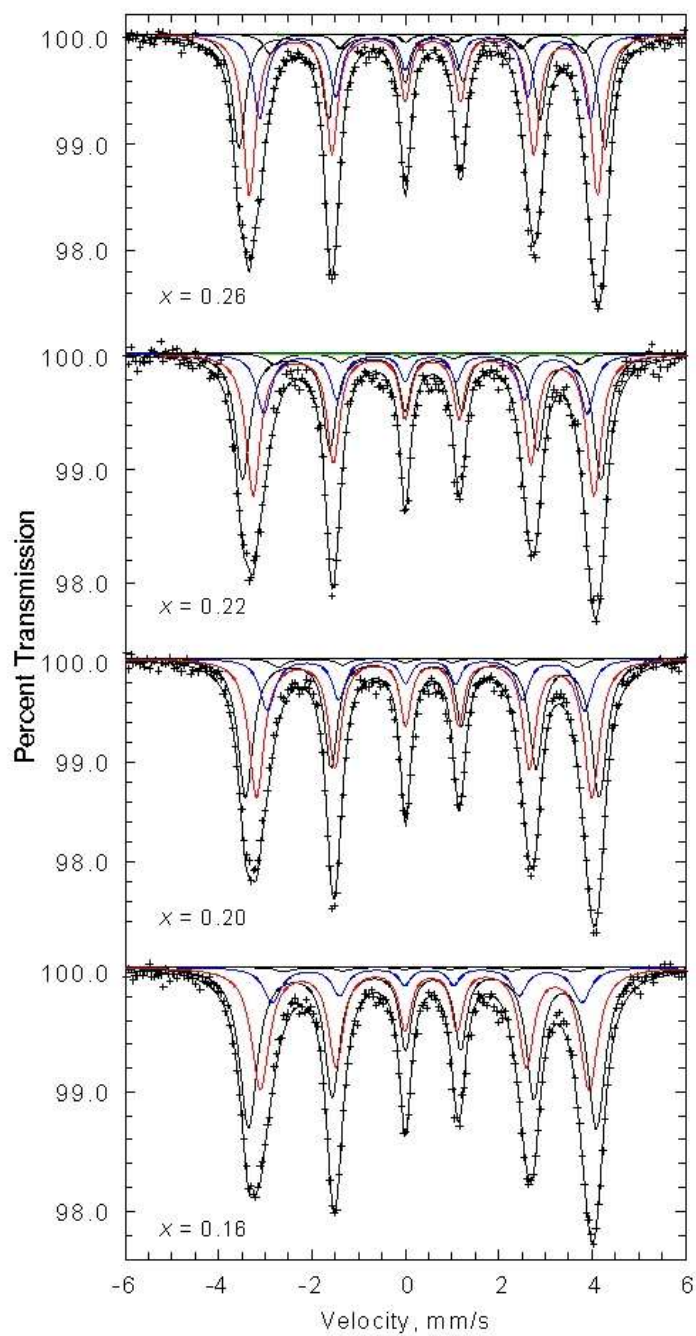 100.0
99.0
98.0
x = 0.26
100.0
99.0
98.0
x = 0.22
Percent Transmission
100.0
99.0
98.0
x = 0.20
100.0
99.0
98.0
x = 0.16
-6 -4 -2 0 2 4 6
Velocity, mm/s